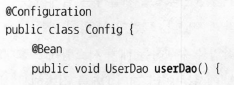 @Configuration
public class Config {
@Bean
public void UserDao userDao() {